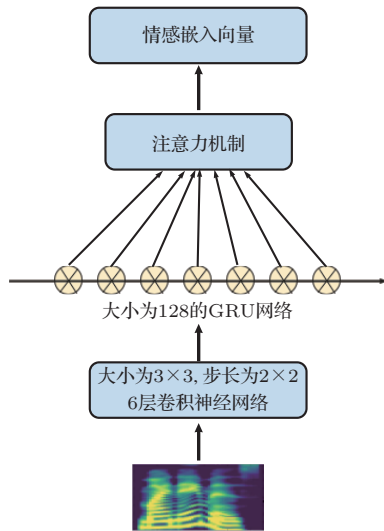 情感嵌入向量
注意力机制
大小为128的GRU网络
大小为3×3, 步长为2×2
6层卷积神经网络